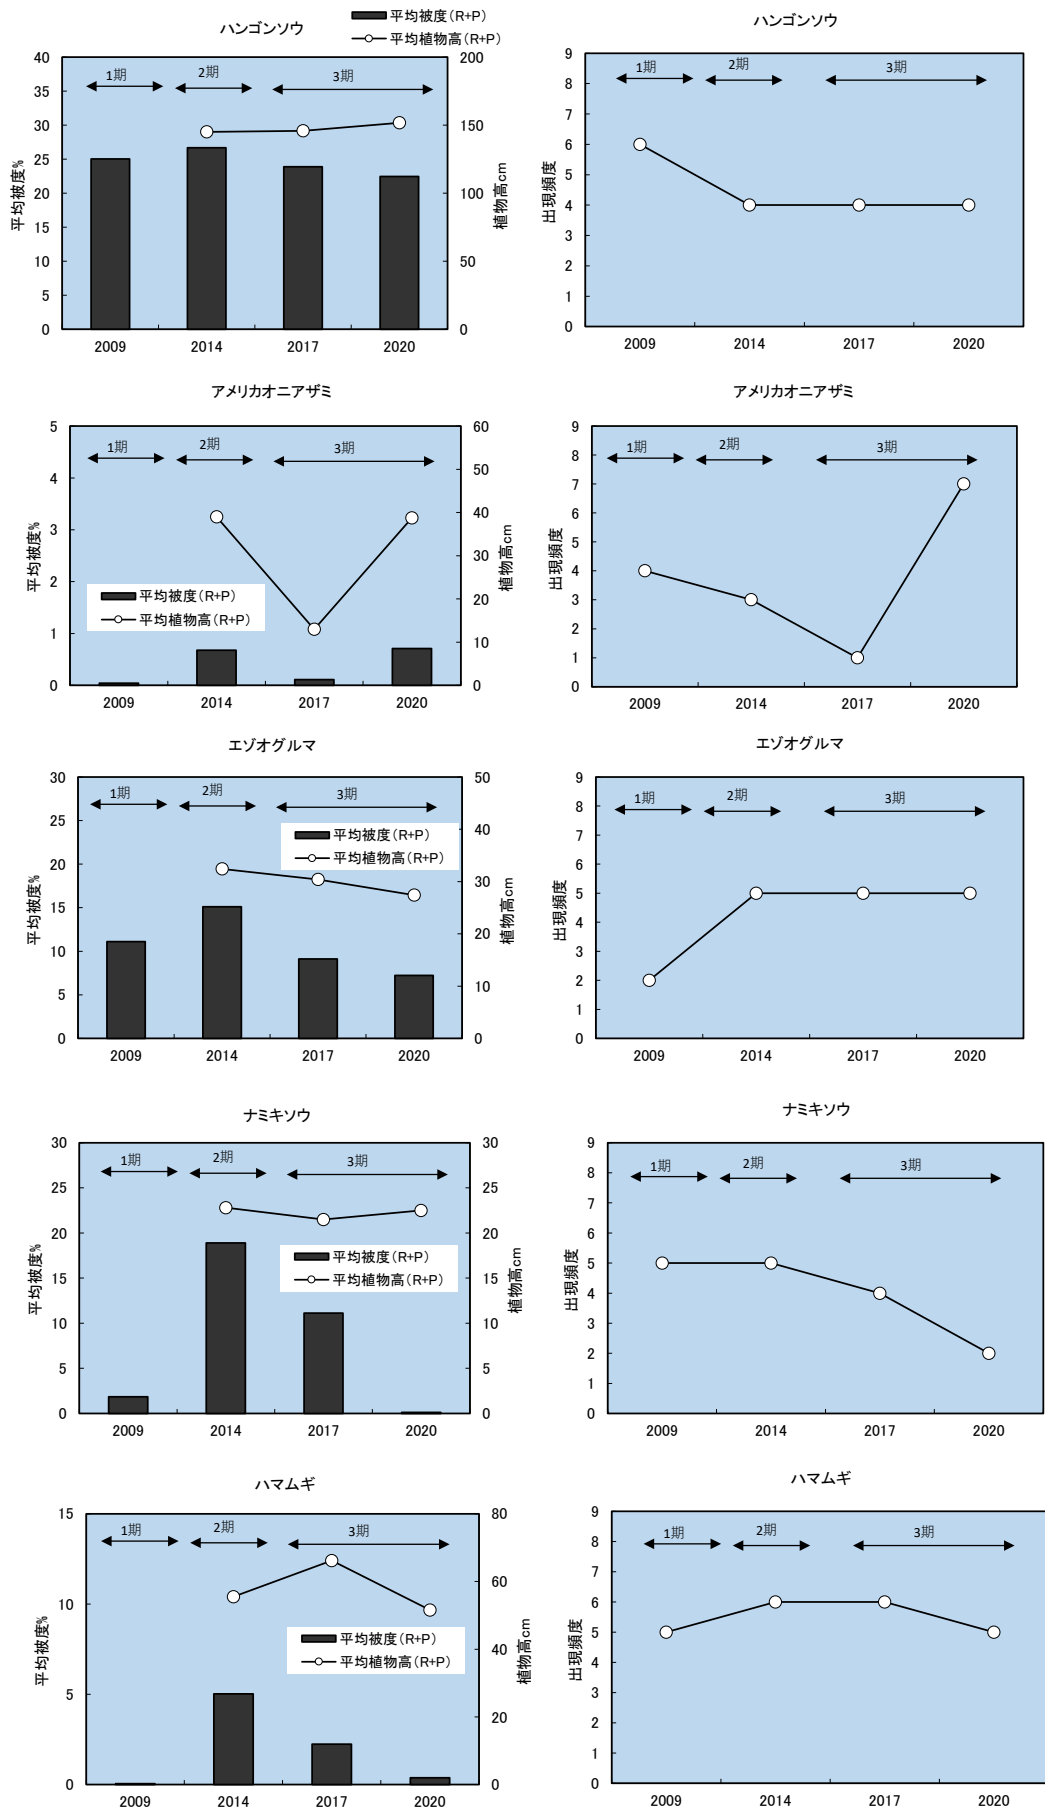 ハンゴンソウ
平均被度(R+P)
平均植物高(R+P)
40
35
30
25
20
15
10
5
0
平均被度%
1期
2期
3期
200
150
100
50
0
植物高cm
2009
2014
2017
2020
ハンゴンソウ
9
8
7
6
5
4
3
2
1
0
出現頻度
1期
2期
3期
2009
2014
2017
2020
アメリカオニアザミ
5
4
3
2
1
0
平均被度%
1期
2期
3期
平均被度(R+P)
平均植物高(R+P)
60
50
40
30
20
10
0
植物高cm
2009
2014
2017
2020
アメリカオニアザミ
9
8
7
6
5
4
3
2
1
0
出現頻度
1期
2期
3期
2009
2014
2017
2020
エゾオグルマ
30
25
20
15
10
5
0
平均被度%
1期
2期
3期
平均被度(R+P)
平均植物高(R+P)
50
40
30
20
10
0
植物高cm
2009
2014
2017
2020
エゾオグルマ
9
8
7
6
5
4
3
2
1
0
出現頻度
1期
2期
3期
2009
2014
2017
2020
ナミキソウ
30
25
20
15
10
5
0
平均被度%
1期
2期
3期
平均被度(R+P)
平均植物高(R+P)
30
25
20
15
10
5
0
植物高cm
2009
2014
2017
2020
ナミキソウ
9
8
7
6
5
4
3
2
1
0
出現頻度
1期
2期
3期
2009
2014
2017
2020
ハマムギ
15
10
5
0
平均被度%
1期
2期
3期
平均被度(R+P)
平均植物高(R+P)
80
60
40
20
0
植物高cm
2009
2014
2017
2020
ハマムギ
9
8
7
6
5
4
3
2
1
0
出現頻度
1期
2期
3期
2009
2014
2017
2020